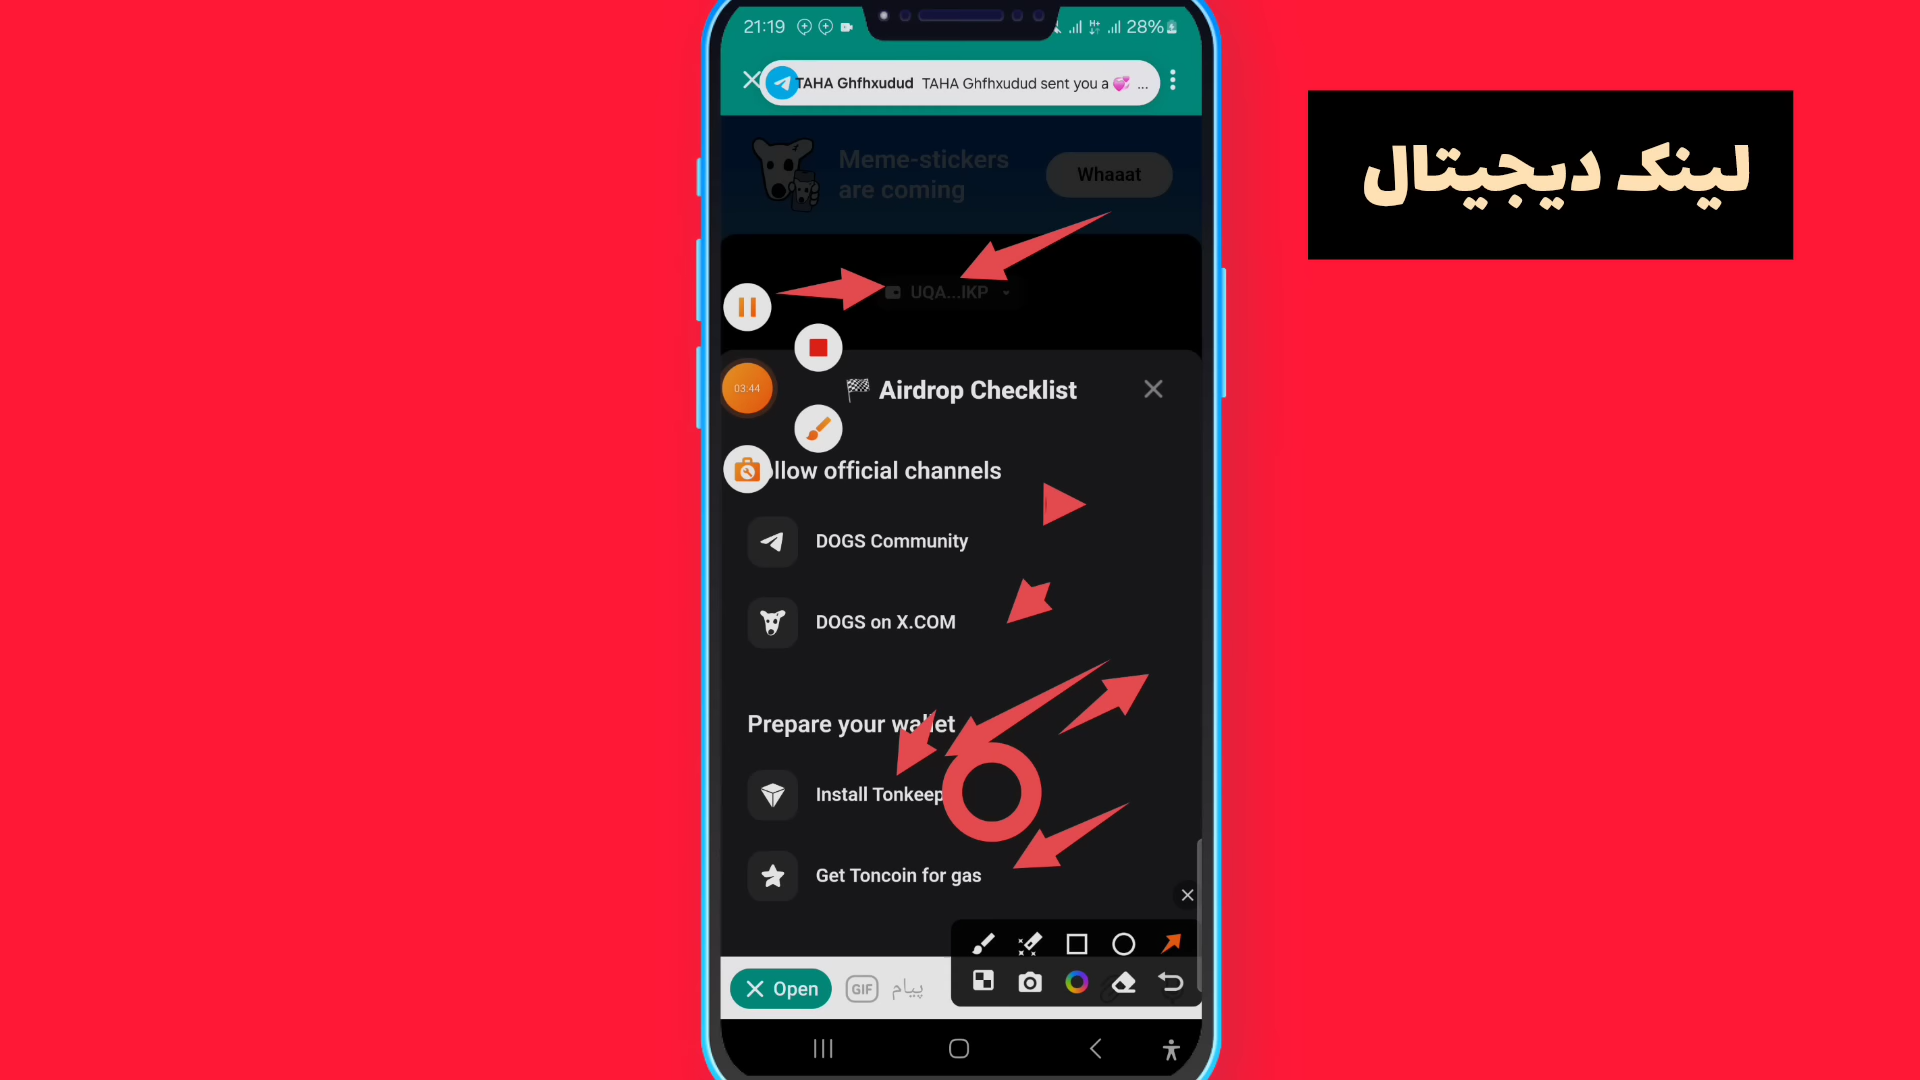 21:19
28%
TAHA Ghfhxudud TAHA Ghfhxudud sent you a 💞 ...
لینک دیجیتال
Meme-stickers
are coming
Whaaat
UQA...IKP
03:44
🏁 Airdrop Checklist
llow official channels
DOGS Community
DOGS on X.COM
Prepare your wallet
Install Tonkeep
Get Toncoin for gas
Open
GIF
پیام